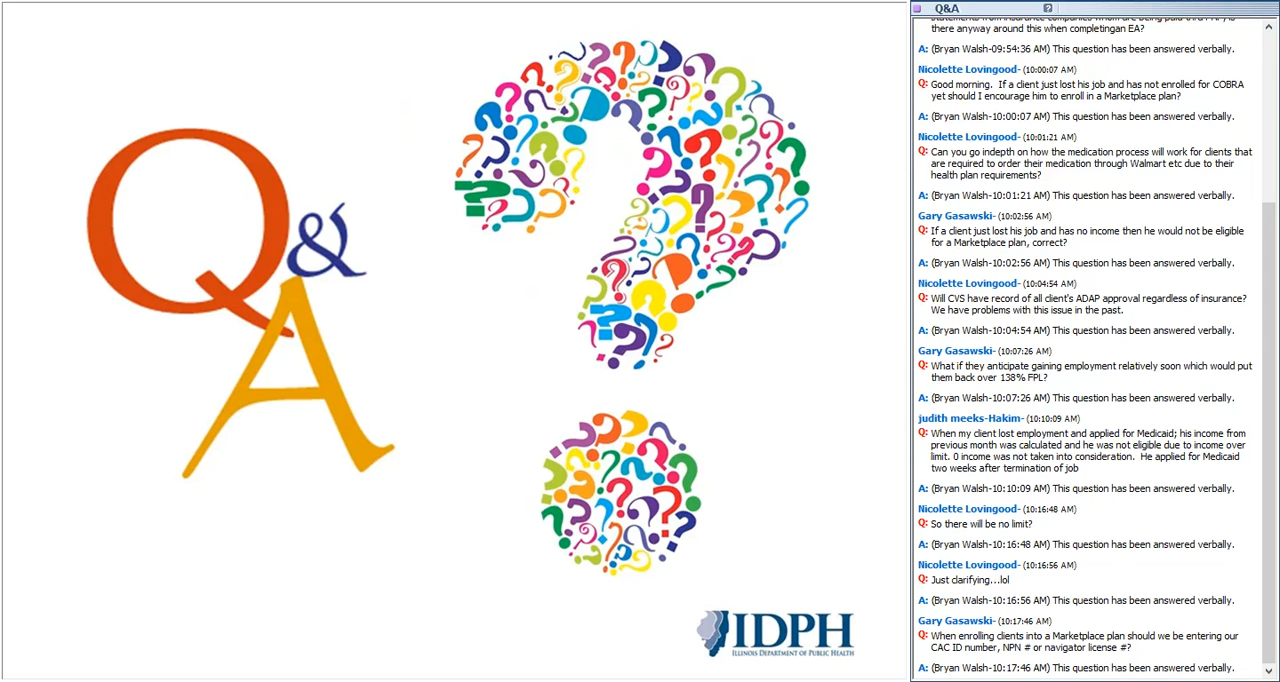 Q
&
A
IDPH
ILLINOIS DEPARTMENT OF PUBLIC HEALTH
Q&A
there anyway around this when completingan EA?
A: (Bryan Walsh-09:54:36 AM) This question has been answered verbally.
Nicolette Lovingood- (10:00:07 AM)
Q: Good morning. If a client just lost his job and has not enrolled for COBRA
yet should I encourage him to enroll in a Marketplace plan?
A: (Bryan Walsh-10:00:07 AM) This question has been answered verbally.
Nicolette Lovingood- (10:01:21 AM)
Q: Can you go indepth on how the medication process will work for clients that
are required to order their medication through Walmart etc due to their
health plan requirements?
A: (Bryan Walsh-10:01:21 AM) This question has been answered verbally.
Gary Gasawski- (10:02:56 AM)
Q: If a client just lost his job and has no income then he would not be eligible
for a Marketplace plan, correct?
A: (Bryan Walsh-10:02:56 AM) This question has been answered verbally.
Nicolette Lovingood- (10:04:54 AM)
Q: Will CVS have record of all client's ADAP approval regardless of insurance?
We have problems with this issue in the past.
A: (Bryan Walsh-10:04:54 AM) This question has been answered verbally.
Gary Gasawski- (10:07:26 AM)
Q: What if they anticipate gaining employment relatively soon which would put
them back over 138% FPL?
A: (Bryan Walsh-10:07:26 AM) This question has been answered verbally.
judith meeks-Hakim- (10:10:09 AM)
Q: When my client lost employment and applied for Medicaid; his income from
previous month was calculated and he was not eligible due to income over
limit. 0 income was not taken into consideration. He applied for Medicaid
two weeks after termination of job
A: (Bryan Walsh-10:10:09 AM) This question has been answered verbally.
Nicolette Lovingood- (10:16:48 AM)
Q: So there will be no limit?
A: (Bryan Walsh-10:16:48 AM) This question has been answered verbally.
Nicolette Lovingood- (10:16:56 AM)
Q: Just clarifying...lol
A: (Bryan Walsh-10:16:56 AM) This question has been answered verbally.
Gary Gasawski- (10:17:46 AM)
Q: When enrolling clients into a Marketplace plan should we be entering our
CAC ID number, NPN # or navigator license #?
A: (Bryan Walsh-10:17:46 AM) This question has been answered verbally.